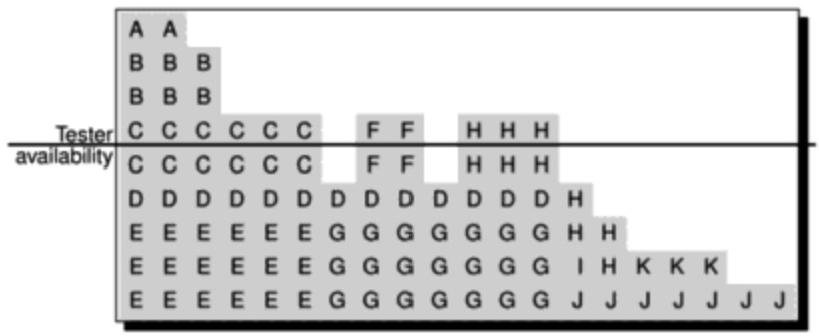 A A
B B B
B B B
C C C C C C F F H H H
Tester
availability
C C C C C C F F H H H
D D D D D D D D D D D D D H
E E E E E E G G G G G G G H H
E E E E E E G G G G G G G I H K K K
E E E E E E G G G G G G G J J J J J J J